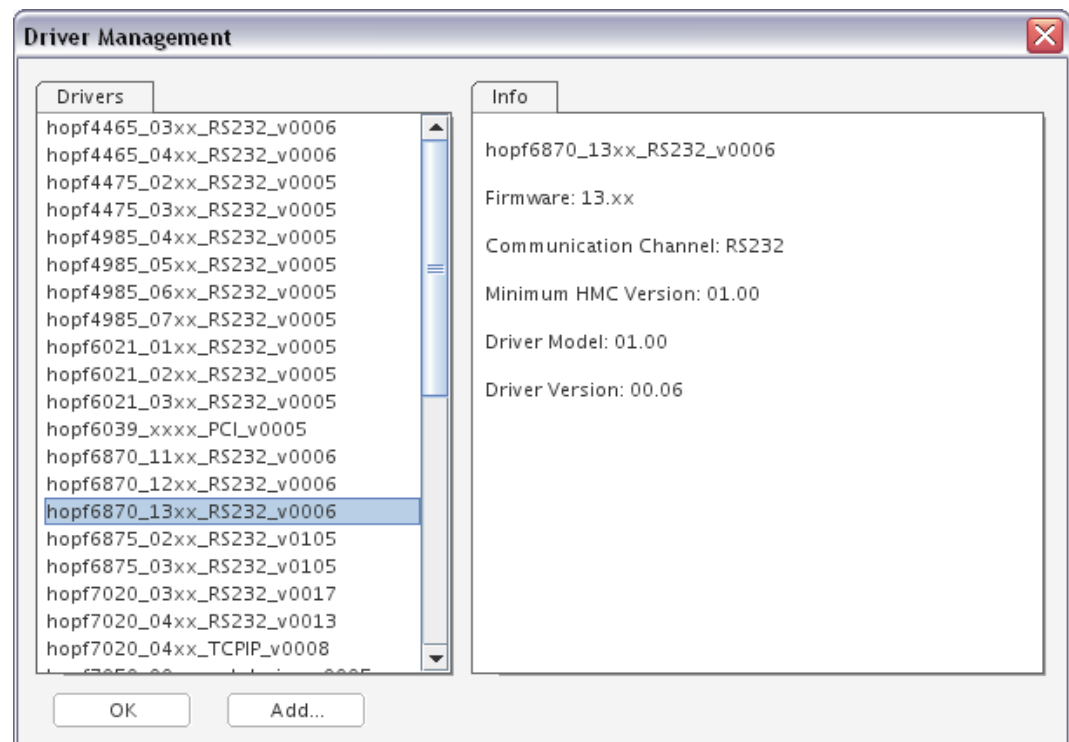 Driver Management
Drivers
hopf4465_03xx_RS232_v0006
hopf4465_04xx_RS232_v0006
hopf4475_02xx_RS232_v0005
hopf4475_03xx_RS232_v0005
hopf4985_04xx_RS232_v0005
hopf4985_05xx_RS232_v0005
hopf4985_06xx_RS232_v0005
hopf4985_07xx_RS232_v0005
hopf6021_01xx_RS232_v0005
hopf6021_02xx_RS232_v0005
hopf6021_03xx_RS232_v0005
hopf6039_xxxx_PCI_v0005
hopf6870_11xx_RS232_v0006
hopf6870_12xx_RS232_v0006
hopf6870_13xx_RS232_v0006
hopf6875_02xx_RS232_v0105
hopf6875_03xx_RS232_v0105
hopf7020_03xx_RS232_v0017
hopf7020_04xx_RS232_v0013
hopf7020_04xx_TCPIP_v0008
Info
hopf6870_13xx_RS232_v0006
Firmware: 13.xx
Communication Channel: RS232
Minimum HMC Version: 01.00
Driver Model: 01.00
Driver Version: 00.06
OK
Add...